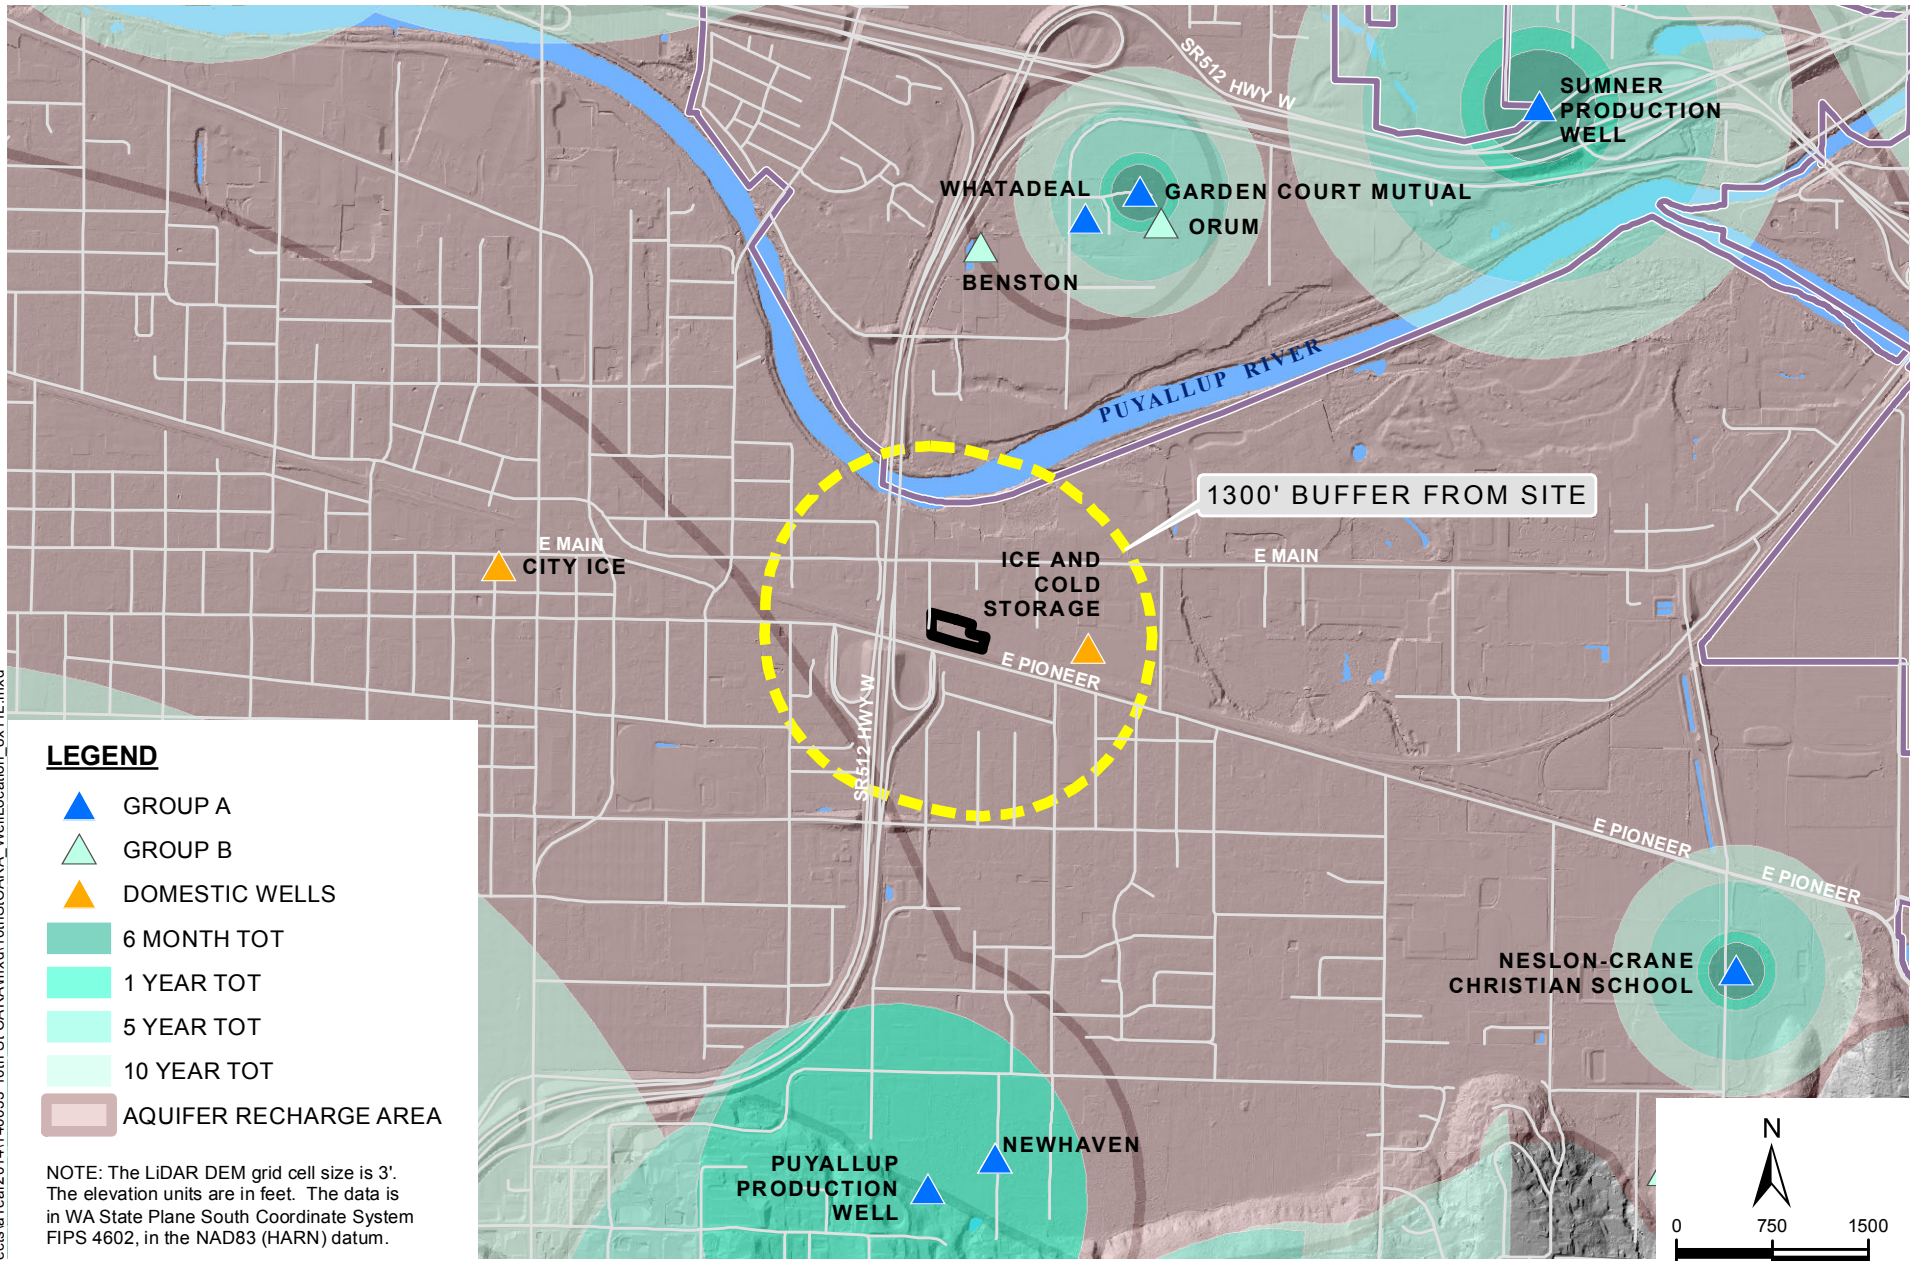 SR512 HWY W
SUMNER
PRODUCTION
WELL
WHATADEAL
GARDEN COURT MUTUAL
ORUM
BENSTON
PUYALLUP RIVER
1300' BUFFER FROM SITE
E MAIN
CITY ICE
ICE AND
COLD
STORAGE
E MAIN
E PIONEER
SR512 HWY W
E PIONEER
E PIONEER
NESLON-CRANE
CHRISTIAN SCHOOL
NEWHAVEN
PUYALLUP
PRODUCTION
WELL
LEGEND
GROUP A
GROUP B
DOMESTIC WELLS
6 MONTH TOT
1 YEAR TOT
5 YEAR TOT
10 YEAR TOT
AQUIFER RECHARGE AREA
NOTE: The LiDAR DEM grid cell size is 3'.
The elevation units are in feet. The data is
in WA State Plane South Coordinate System
FIPS 4602, in the NAD83 (HARN) datum.
N
0 750 1500